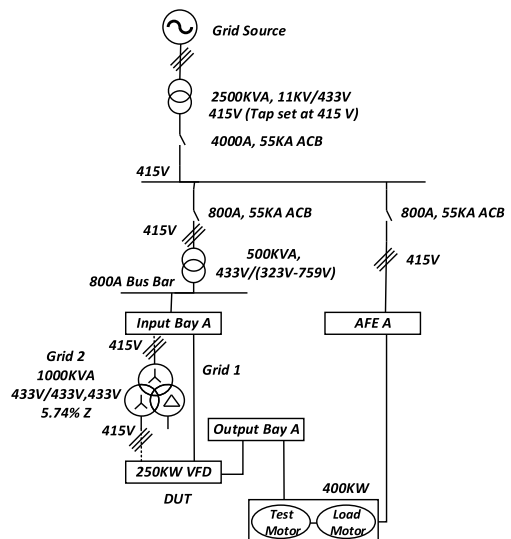 Grid Source
2500KVA, 11KV/433V
415V (Tap set at 415 V)
4000A, 55KA ACB
415V
800A, 55KA ACB
800A, 55KA ACB
415V
415V
500KVA,
433V/(323V-759V)
800A Bus Bar
Input Bay A
AFE A
415V
Grid 2
1000KVA
433V/433V,433V
5.74% Z
Grid 1
415V
Output Bay A
250KW VFD
DUT
400KW
Test
Motor
Load
Motor